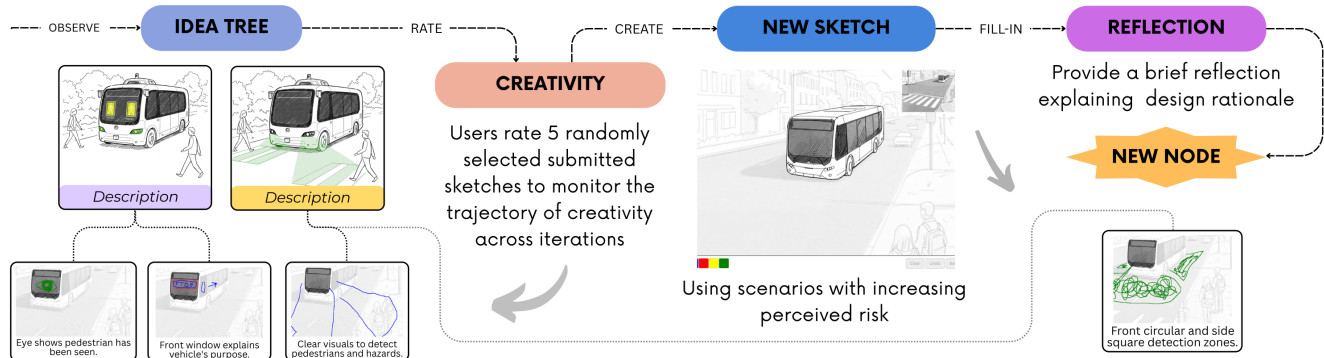 OBSERVE
IDEA TREE
RATE
CREATE
NEW SKETCH
FILL-IN
REFLECTION
CREATIVITY
Users rate 5 randomly
selected submitted
sketches to monitor the
trajectory of creativity
across iterations
Provide a brief reflection
explaining design rationale
NEW NODE
Description
Description
Clear
Undo
Using scenarios with increasing
perceived risk
Eye shows pedestrian has
been seen.
Front window explains
vehicle's purpose.
Clear visuals to detect
pedestrians and hazards.
Front circular and side
square detection zones.